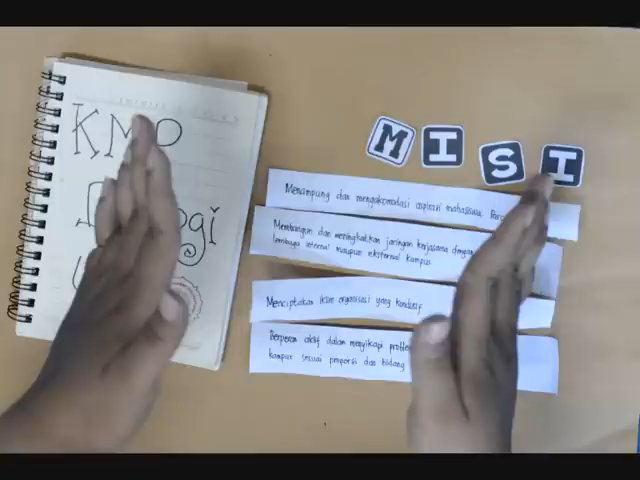 KMP
MISI
Menampung dan mengakomodasi aspirasi mahasiswa
Membangun dan meningkatkan jaringan kerjasama dengan
lembaga internal maupun eksternal kampus
Menciptakan iklim organisasi yang kondusif
Berperan aktif dalam menyikapi
kampus sesuai proporsi dan bidang